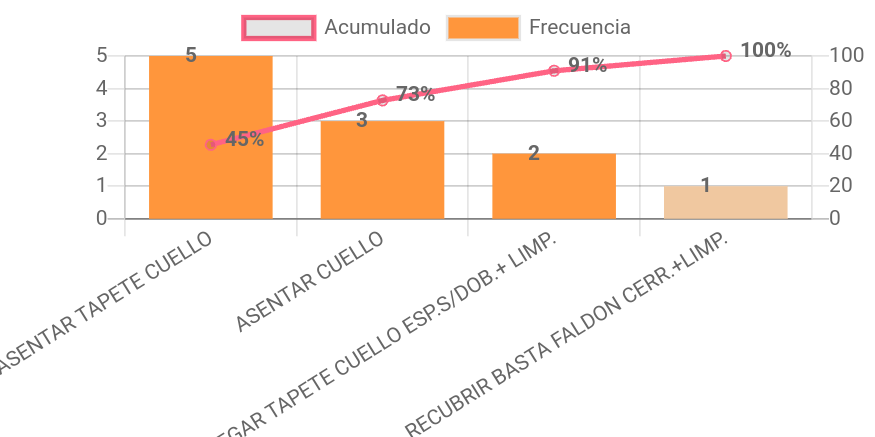 Acumulado Frecuencia
5 5 100% 100
4 73% 91% 80
3 3 60
2 45% 2 40
1 1 20
0 0
ASENTAR TAPETE CUELLO
ASENTAR CUELLO
TAPETE CUELLO ESP.S/DOB.+ LIMP.
RECUBRIR BASTA FALDON CERR.+LIMP.